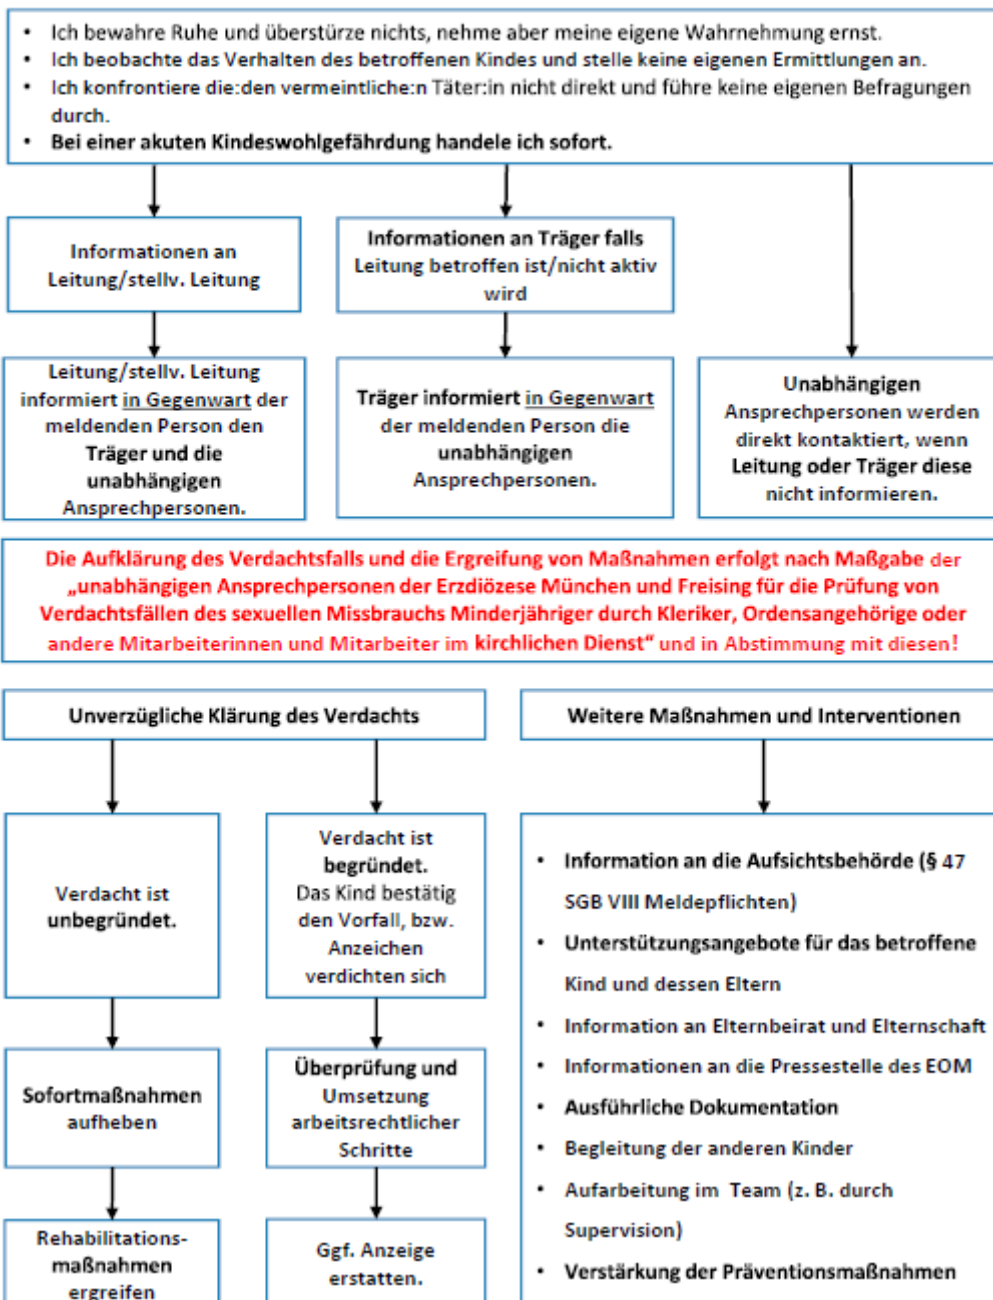 • Ich bewahre Ruhe und überstürze nichts, nehme aber meine eigene Wahrnehmung ernst.
• Ich beobachte das Verhalten des betroffenen Kindes und stelle keine eigenen Ermittlungen an.
• Ich konfrontiere die:den vermeintliche:n Täter:in nicht direkt und führe keine eigenen Befragungen
durch.
• Bei einer akuten Kindeswohlgefährdung handele ich sofort.
Informationen an
Leitung/stellv. Leitung
Informationen an Träger falls
Leitung betroffen ist/nicht aktiv
wird
Leitung/stellv. Leitung
informiert in Gegenwart der
meldenden Person den
Träger und die
unabhängigen
Ansprechpersonen.
Träger informiert in Gegenwart
der meldenden Person die
unabhängigen
Ansprechpersonen.
Unabhängigen
Ansprechpersonen werden
direkt kontaktiert, wenn
Leitung oder Träger diese
nicht informieren.
Die Aufklärung des Verdachtsfalls und die Ergreifung von Maßnahmen erfolgt nach Maßgabe der
„unabhängigen Ansprechpersonen der Erzdiözese München und Freising für die Prüfung von
Verdachtsfällen des sexuellen Missbrauchs Minderjähriger durch Kleriker, Ordensangehörige oder
andere Mitarbeiterinnen und Mitarbeiter im kirchlichen Dienst“ und in Abstimmung mit diesen!
Unverzügliche Klärung des Verdachts
Verdacht ist
unbegründet.
Sofortmaßnahmen
aufheben
Rehabilitations-
maßnahmen
ergreifen
Verdacht ist
begründet.
Das Kind bestätig
den Vorfall, bzw.
Anzeichen
verdichten sich
Überprüfung und
Umsetzung
arbeitsrechtlicher
Schritte
Ggf. Anzeige
erstatten.
Weitere Maßnahmen und Interventionen
• Information an die Aufsichtsbehörde (§ 47
SGB VIII Meldepflichten)
• Unterstützungsangebote für das betroffene
Kind und dessen Eltern
• Information an Elternbeirat und Elternschaft
• Informationen an die Pressestelle des EOM
• Ausführliche Dokumentation
• Begleitung der anderen Kinder
• Aufarbeitung im Team (z. B. durch
Supervision)
• Verstärkung der Präventionsmaßnahmen